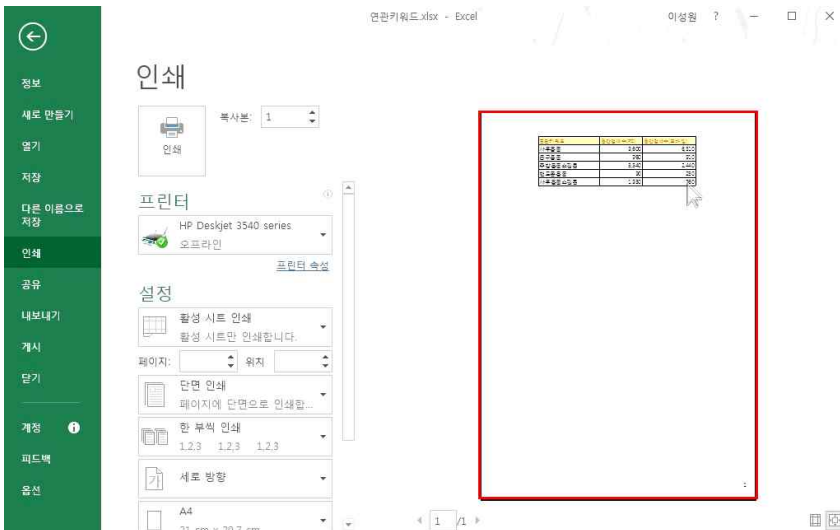 연관키워드.xlsx - Excel
이성원 ? 
정보
새로 만들기
열기
저장
다른 이름으로
저장
인쇄
공유
내보내기
게시
닫기
계정
피드백
옵션
인쇄
인쇄
복사본: 1
프린터
HP Deskjet 3540 series
오프라인
프린터 속성
설정
활성 시트 인쇄
활성 시트만 인쇄합니다.
페이지: 위치
단면 인쇄
페이지에 단면으로 인쇄합...
한 부씩 인쇄
1,2,3 1,2,3 1,2,3
세로 방향
A4
21 cm x 29.7 cm
1 /1